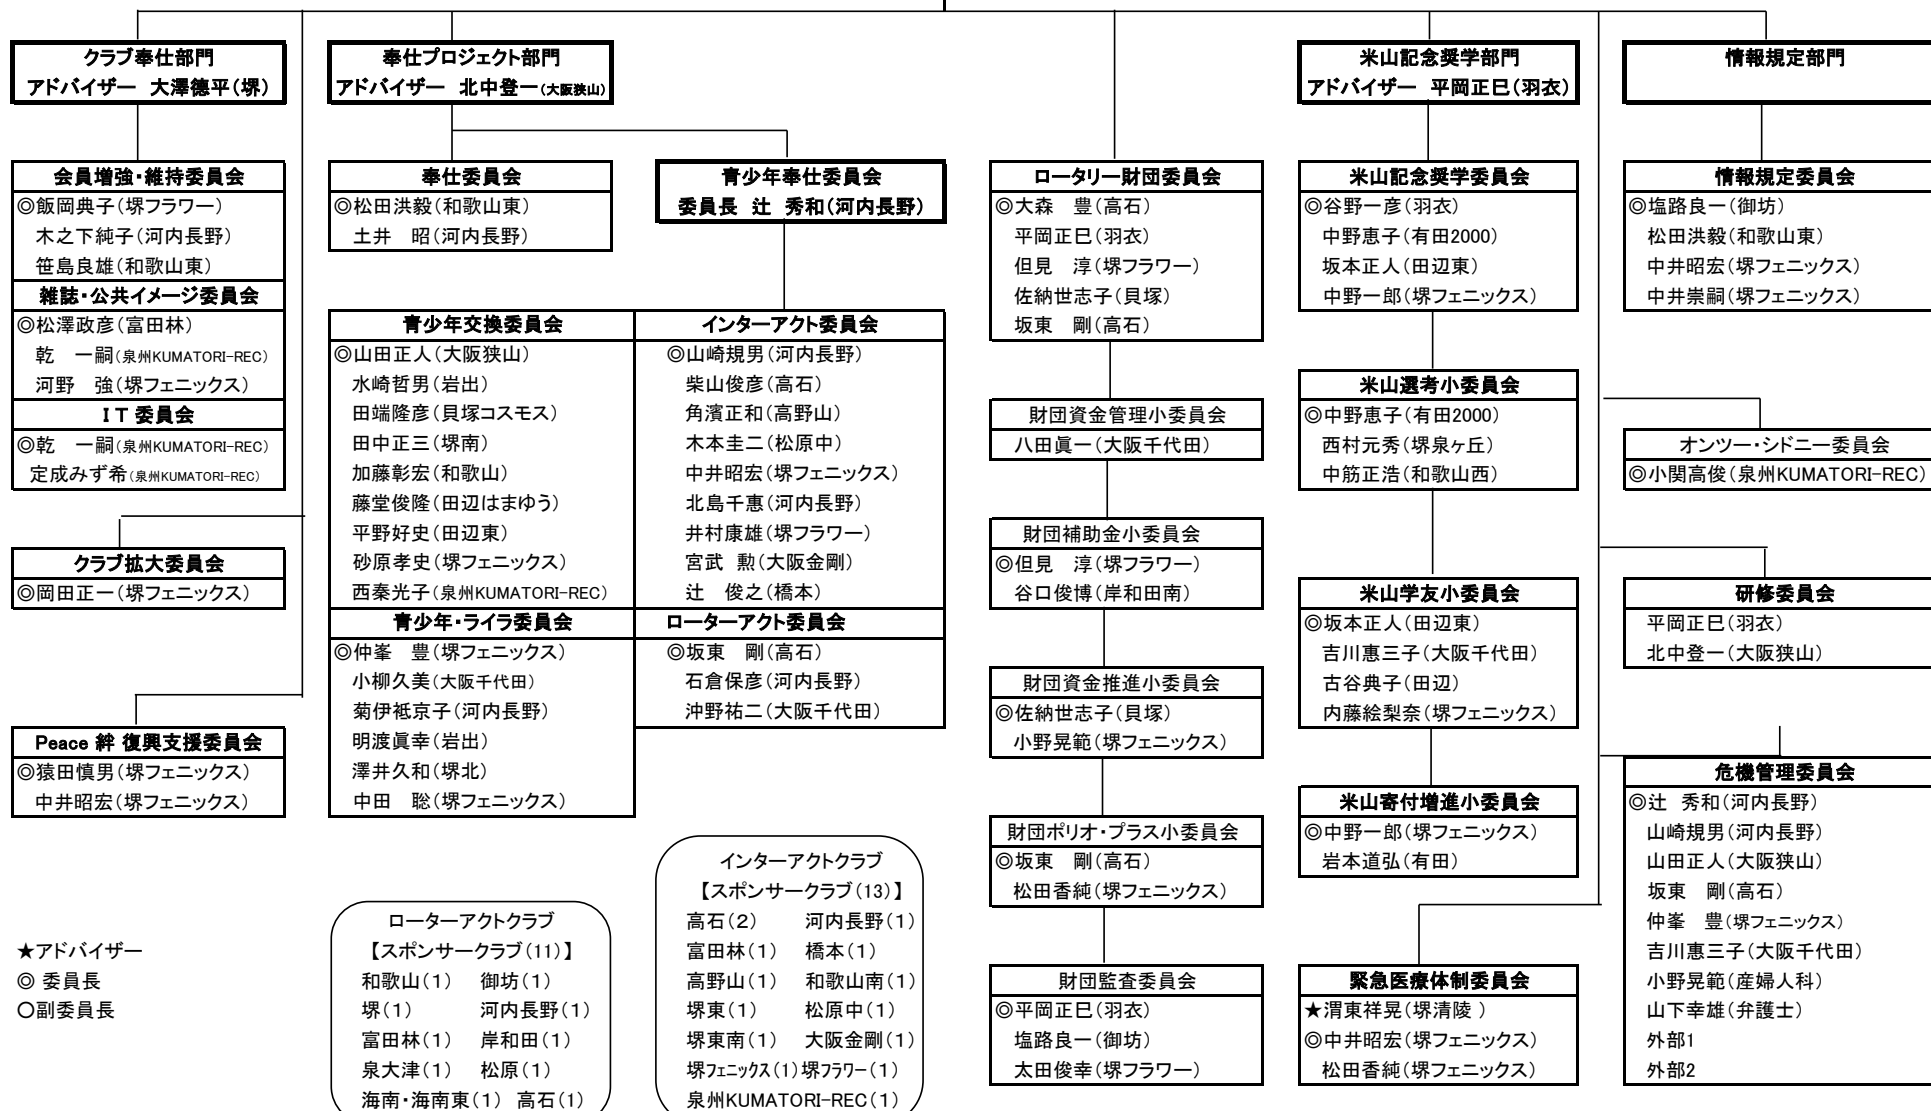 クラブ奉仕部門
アドバイザー 大澤德平(堺)
会員増強・維持委員会
◎飯岡典子(堺フラワー)
木之下純子(河内長野)
笹島良雄(和歌山東)
雑誌・公共イメージ委員会
◎松澤政彦(富田林)
乾 一嗣(泉州KUMATORI-REC)
河野 強(堺フェニックス)
IT 委員会
◎乾 一嗣(泉州KUMATORI-REC)
定成みず希(泉州KUMATORI-REC)
クラブ拡大委員会
◎岡田正一(堺フェニックス)
Peace 絆 復興支援委員会
◎猿田慎男(堺フェニックス)
中井昭宏(堺フェニックス)
★アドバイザー
◎ 委員長
〇副委員長
奉仕プロジェクト部門
アドバイザー 北中登一(大阪狭山)
奉仕委員会
◎松田洪毅(和歌山東)
土井 昭(河内長野)
青少年奉仕委員会
委員長 辻 秀和(河内長野)
青少年交換委員会
◎山田正人(大阪狭山)
水崎哲男(岩出)
田端隆彦(貝塚コスモス)
田中正三(堺南)
加藤彰宏(和歌山)
藤堂俊隆(田辺はまゆう)
平野好史(田辺東)
砂原孝史(堺フェニックス)
西秦光子(泉州KUMATORI-REC)
青少年・ライラ委員会
◎仲峯 豊(堺フェニックス)
小柳久美(大阪千代田)
菊伊袛京子(河内長野)
明渡眞幸(岩出)
澤井久和(堺北)
中田 聡(堺フェニックス)
インターアクト委員会
◎山崎規男(河内長野)
柴山俊彦(高石)
角濱正和(高野山)
木本圭二(松原中)
中井昭宏(堺フェニックス)
北島千惠(河内長野)
井村康雄(堺フラワー)
宮武 勲(大阪金剛)
辻 俊之(橋本)
ローターアクト委員会
◎坂東 剛(高石)
石倉保彦(河内長野)
沖野祐二(大阪千代田)
ローターアクトクラブ
【スポンサークラブ(11)】
和歌山(1) 御坊(1)
堺(1) 河内長野(1)
富田林(1) 岸和田(1)
泉大津(1) 松原(1)
海南・海南東(1) 高石(1)
インターアクトクラブ
【スポンサークラブ(13)】
高石(2) 河内長野(1)
富田林(1) 橋本(1)
高野山(1) 和歌山南(1)
堺東(1) 松原中(1)
堺東南(1) 大阪金剛(1)
堺フェニックス(1)堺フラワー(1)
泉州KUMATORI-REC(1)
ロータリー財団委員会
◎大森 豊(高石)
平岡正巳(羽衣)
但見 淳(堺フラワー)
佐納世志子(貝塚)
坂東 剛(高石)
財団資金管理小委員会
八田眞一(大阪千代田)
財団補助金小委員会
◎但見 淳(堺フラワー)
谷口俊博(岸和田南)
財団資金推進小委員会
◎佐納世志子(貝塚)
小野晃範(堺フェニックス)
財団ポリオ・プラス小委員会
◎坂東 剛(高石)
松田香純(堺フェニックス)
財団監査委員会
◎平岡正巳(羽衣)
塩路良一(御坊)
太田俊幸(堺フラワー)
米山記念奨学部門
アドバイザー 平岡正巳(羽衣)
米山記念奨学委員会
◎谷野一彦(羽衣)
中野恵子(有田2000)
坂本正人(田辺東)
中野一郎(堺フェニックス)
米山選考小委員会
◎中野恵子(有田2000)
西村元秀(堺泉ヶ丘)
中筋正浩(和歌山西)
米山学友小委員会
◎坂本正人(田辺東)
吉川惠三子(大阪千代田)
古谷典子(田辺)
内藤絵梨奈(堺フェニックス)
米山寄付増進小委員会
◎中野一郎(堺フェニックス)
岩本道弘(有田)
緊急医療体制委員会
★渭東祥晃(堺清陵 )
◎中井昭宏(堺フェニックス)
松田香純(堺フェニックス)
情報規定部門
情報規定委員会
◎塩路良一(御坊)
松田洪毅(和歌山東)
中井昭宏(堺フェニックス)
中井崇嗣(堺フェニックス)
オンツー・シドニー委員会
◎小関高俊(泉州KUMATORI-REC)
研修委員会
平岡正巳(羽衣)
北中登一(大阪狭山)
危機管理委員会
◎辻 秀和(河内長野)
山崎規男(河内長野)
山田正人(大阪狭山)
坂東 剛(高石)
仲峯 豊(堺フェニックス)
吉川惠三子(大阪千代田)
小野晃範(産婦人科)
山下幸雄(弁護士)
外部1
外部2